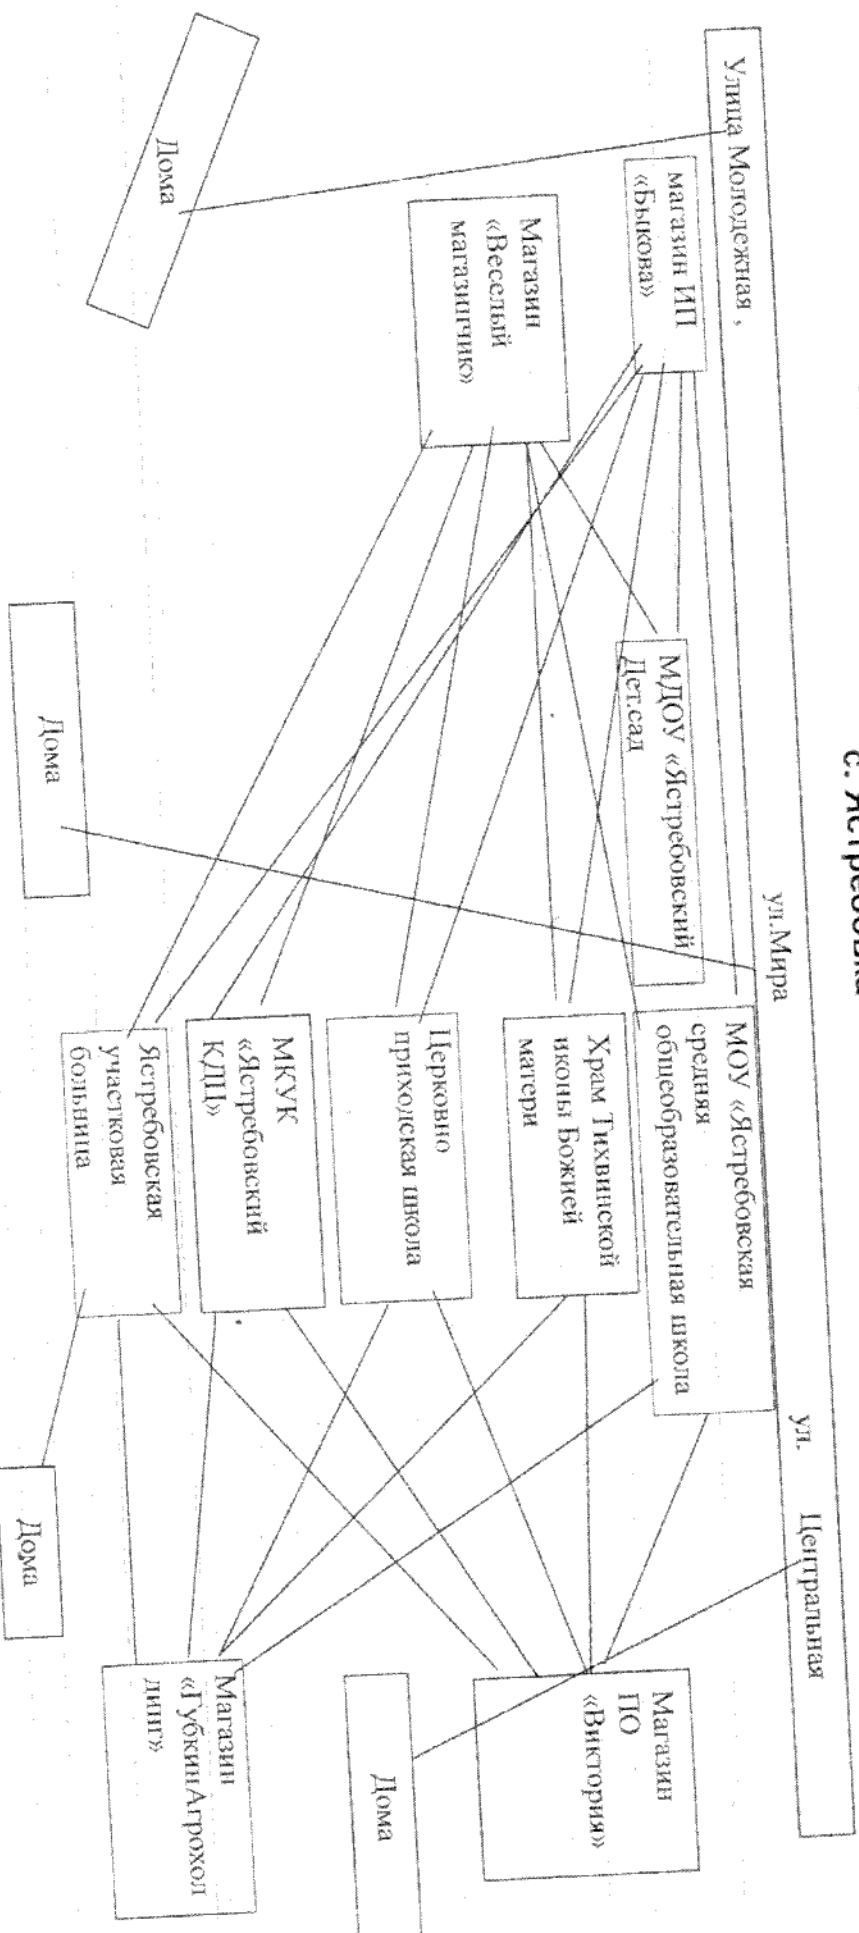 с. Ястребовка
Улица Молодежная ,
ул.Мира
ул.
Центральная
магазин ИП
«Быкова»
Магазин
«Веселый
магазинчик»
Дома
МДОУ «Ястребовский
Дет.сад
Дома
МОУ «Ястребовская
средняя
общеобразовательная школа
Храм Тихвинской
иконы Божией
матери
Церковно
приходская школа
МКУК
«Ястребовский
КДЦ»
Ястребовская
участковая
больница
Дома
Магазин
ПО
«Виктория»
Дома
Магазин
«ГубкинАгрохол
динг»